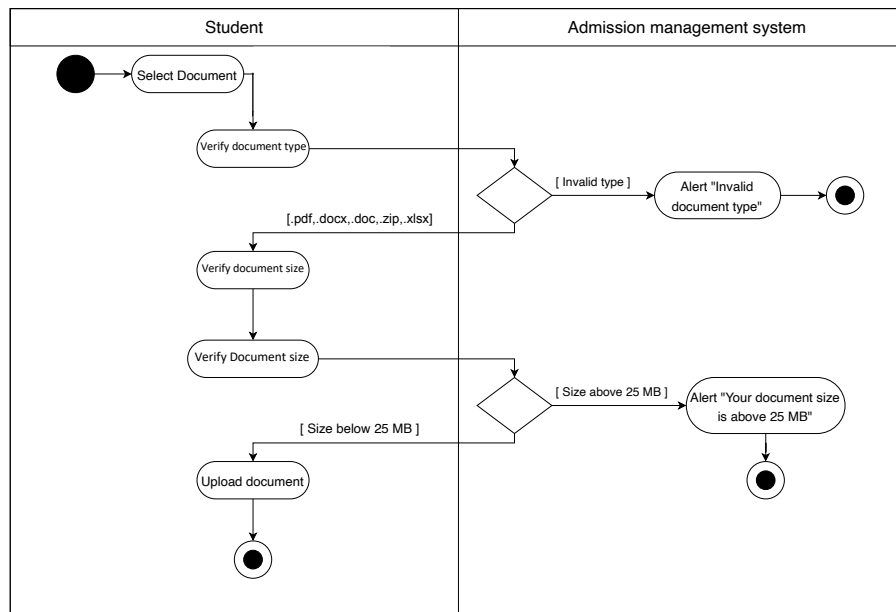 Student
Admission management system
Select Document
Verify document type
[ Invalid type ]
Alert "Invalid
document type"
[.pdf,.docx,.doc,.zip,.xlsx]
Verify document size
Verify Document size
[ Size above 25 MB ]
Alert "Your document size
is above 25 MB"
[ Size below 25 MB ]
Upload document